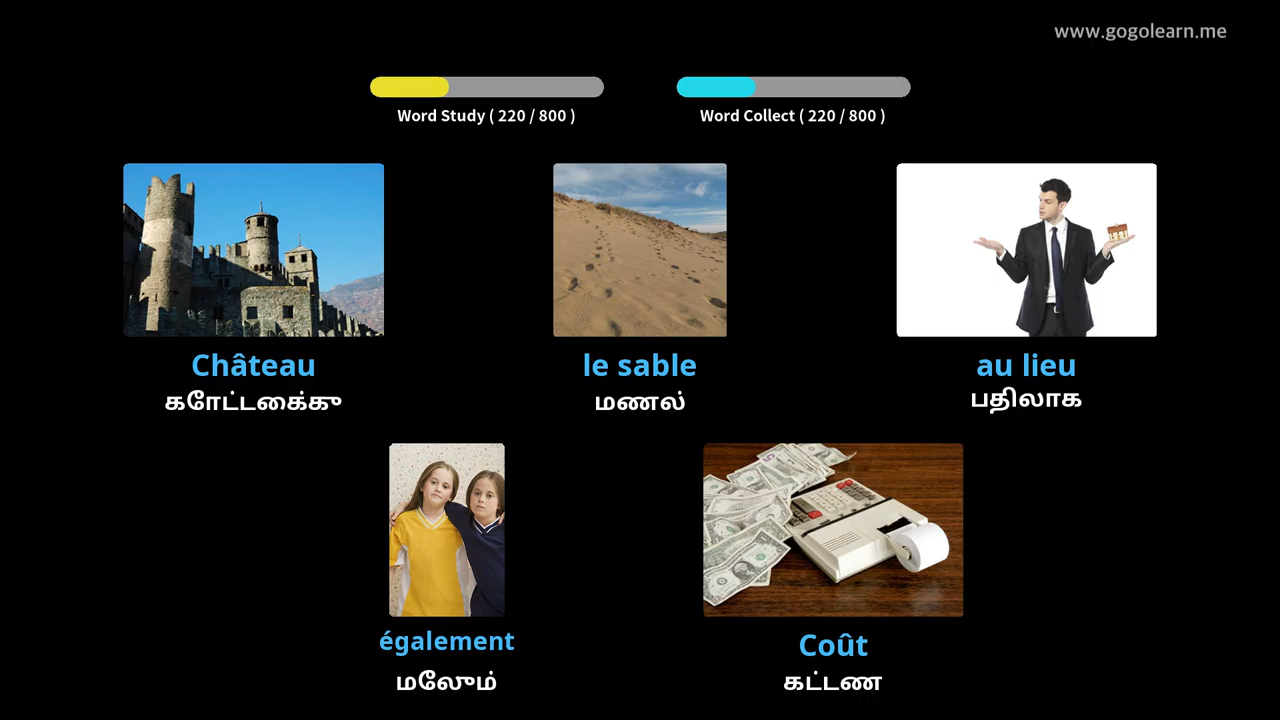 www.gogolearn.me
Word Study ( 220 / 800 )
Word Collect ( 220 / 800 )
Château
le sable
au lieu
கோட்டைக்கு
மணல்
பதிலாக
également
Coût
மேலும்
கட்டண